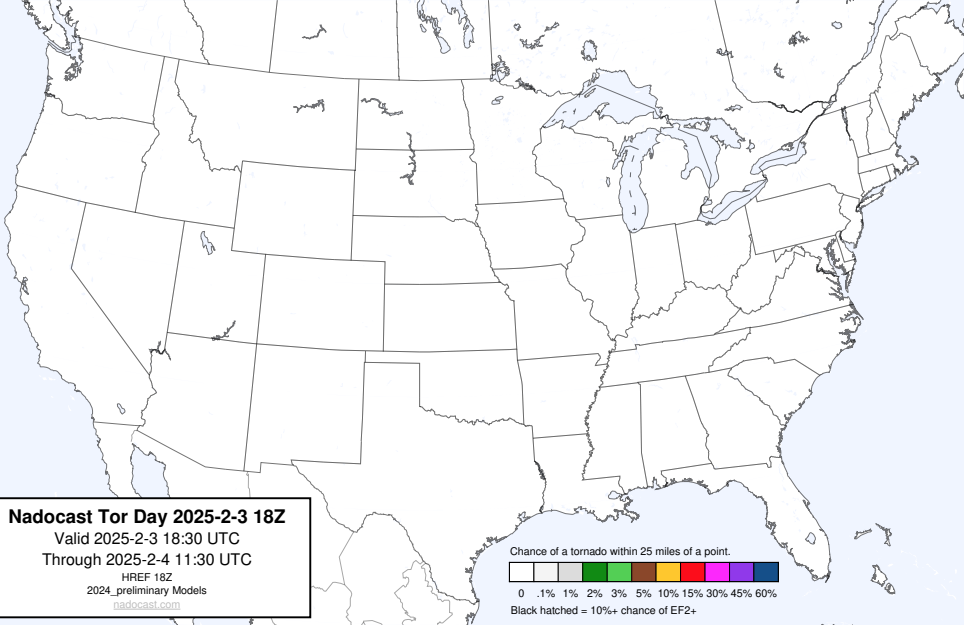 Nadocast Tor Day 2025-2-3 18Z
Valid 2025-2-3 18:30 UTC
Through 2025-2-4 11:30 UTC
HREF 18Z
2024_preliminary Models
nadocast.com
Chance of a tornado within 25 miles of a point.
0 .1% 1% 2% 3% 5% 10% 15% 30% 45% 60%
Black hatched = 10%+ chance of EF2+